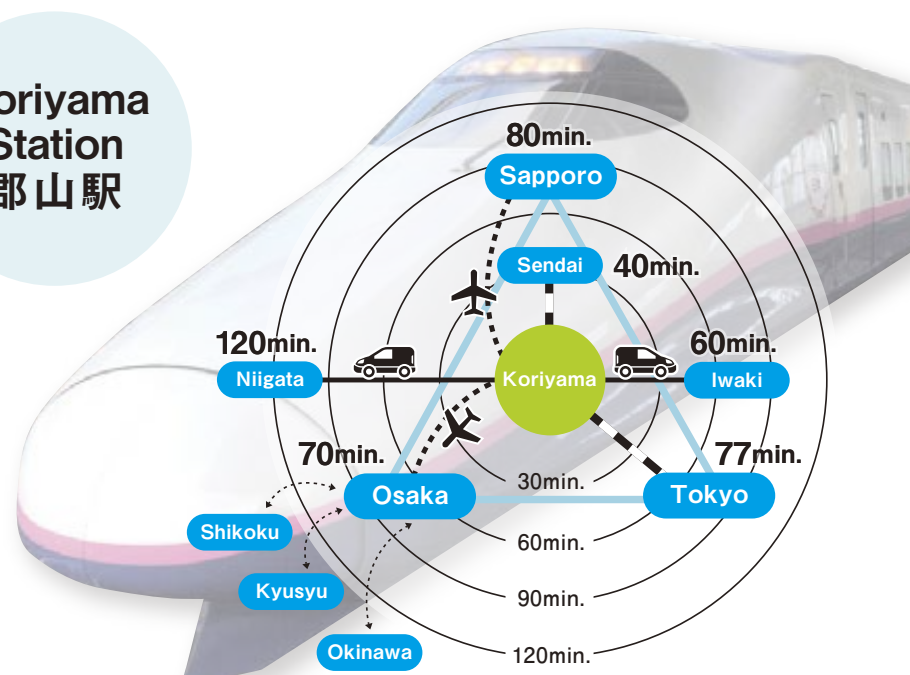 oriyama
Station
郡山駅
80min.
Sapporo
Sendai
40min.
120min.
60min.
Niigata
Koriyama
Iwaki
70min.
77min.
30min.
Osaka
Tokyo
Shikoku
60min.
Kyusyu
90min.
Okinawa
120min.